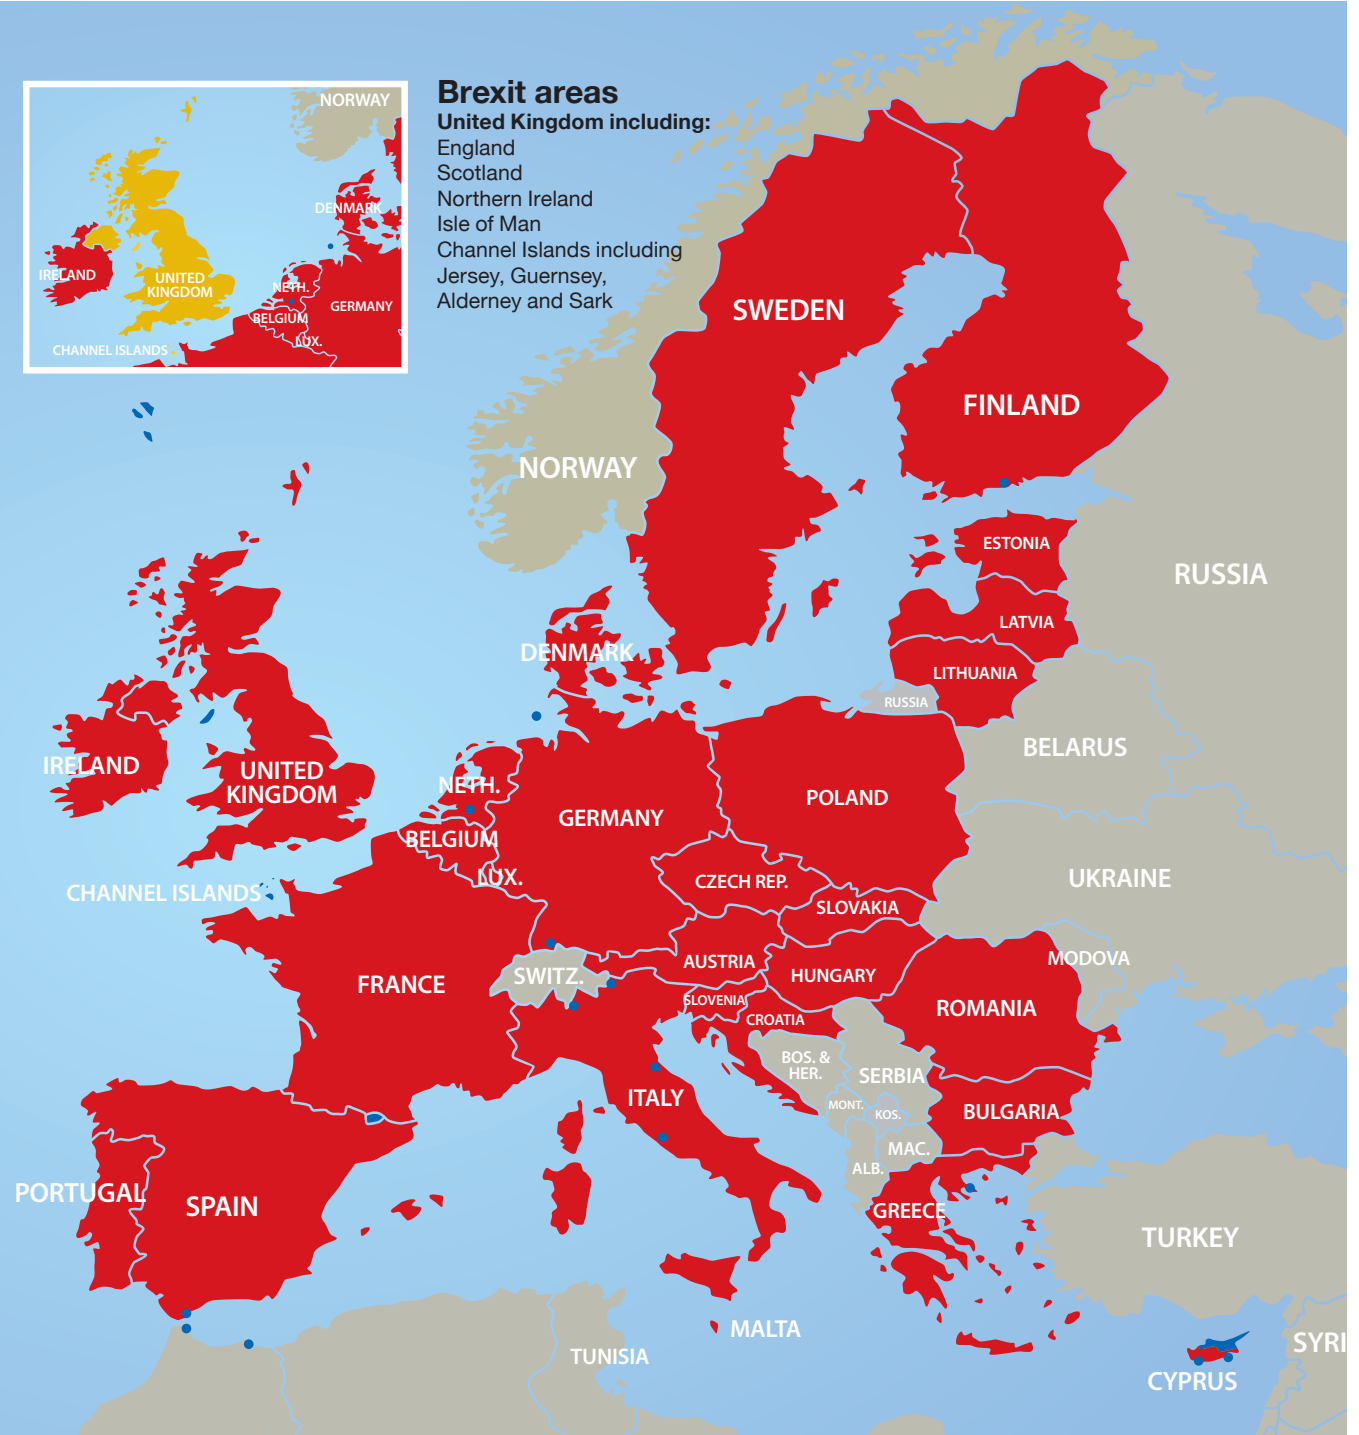 Brexit areas
United Kingdom including:
England
Scotland
Northern Ireland
Isle of Man
Channel Islands including
Jersey, Guernsey,
Alderney and Sark
NORWAY
DENMARK
IRELAND
UNITED
KINGDOM
NETH.
GERMANY
BELGIUM
LUX.
CHANNEL ISLANDS
SWEDEN
FINLAND
NORWAY
ESTONIA
RUSSIA
LATVIA
DENMARK
LITHUANIA
RUSSIA
BELARUS
IRELAND
UNITED
KINGDOM
NETH.
POLAND
GERMANY
BELGIUM
LUX.
CZECH REP.
UKRAINE
CHANNEL ISLANDS
SLOVAKIA
AUSTRIA
MODOVA
SWITZ.
HUNGARY
FRANCE
SLOVENIA
ROMANIA
CROATIA
BOS. &
HER.
SERBIA
ITALY
MONT.
KOS.
BULGARIA
MAC.
ALB.
PORTUGAL
SPAIN
GREECE
TURKEY
MALTA
SYRI
TUNISIA
CYPRUS